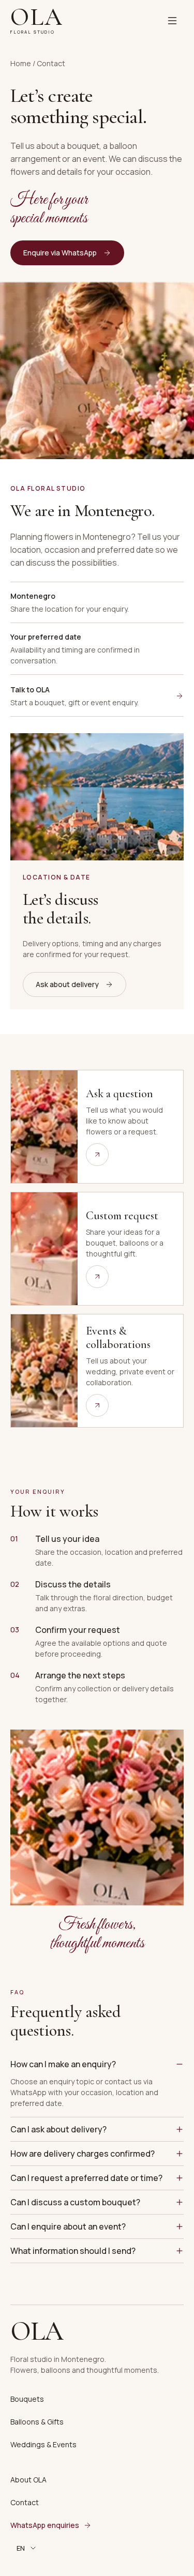 OLA
FLORAL STUDIO
Home / Contact
Let's create
something special.
Tell us about a bouquet, a balloon
arrangement or an event. We can discuss the
flowers and details for your occasion.
Here for your
special moments
Enquire via WhatsApp
OLA
OLA FLORAL STUDIO
We are in Montenegro.
Planning flowers in Montenegro? Tell us your
location, occasion and preferred date so we
can discuss the possibilities.
Montenegro
Share the location for your enquiry.
Your preferred date
Availability and timing are confirmed in
conversation.
Talk to OLA
Start a bouquet, gift or event enquiry.
LOCATION & DATE
Let's discuss
the details.
Delivery options, timing and any charges
are confirmed for your request.
Ask about delivery
OLA
Ask a question
Tell us what you would
like to know about
flowers or a request.
OLA
Custom request
Share your ideas for a
bouquet, balloons or a
thoughtful gift.
OLA
Events &
collaborations
Tell us about your
wedding, private event or
collaboration.
YOUR ENQUIRY
How it works
01 Tell us your idea
Share the occasion, location and preferred
date.
02 Discuss the details
Talk through the floral direction, budget
and any extras.
03 Confirm your request
Agree the available options and quote
before proceeding.
04 Arrange the next steps
Confirm any collection or delivery details
together.
OLA
Fresh flowers,
thoughtful moments
FAQ
Frequently asked
questions.
How can I make an enquiry?
Choose an enquiry topic or contact us via
WhatsApp with your occasion, location and
preferred date.
Can I ask about delivery?
How are delivery charges confirmed?
Can I request a preferred date or time?
Can I discuss a custom bouquet?
Can I enquire about an event?
What information should I send?
OLA
Floral studio in Montenegro.
Flowers, balloons and thoughtful moments.
Bouquets
Balloons & Gifts
Weddings & Events
About OLA
Contact
WhatsApp enquiries
EN